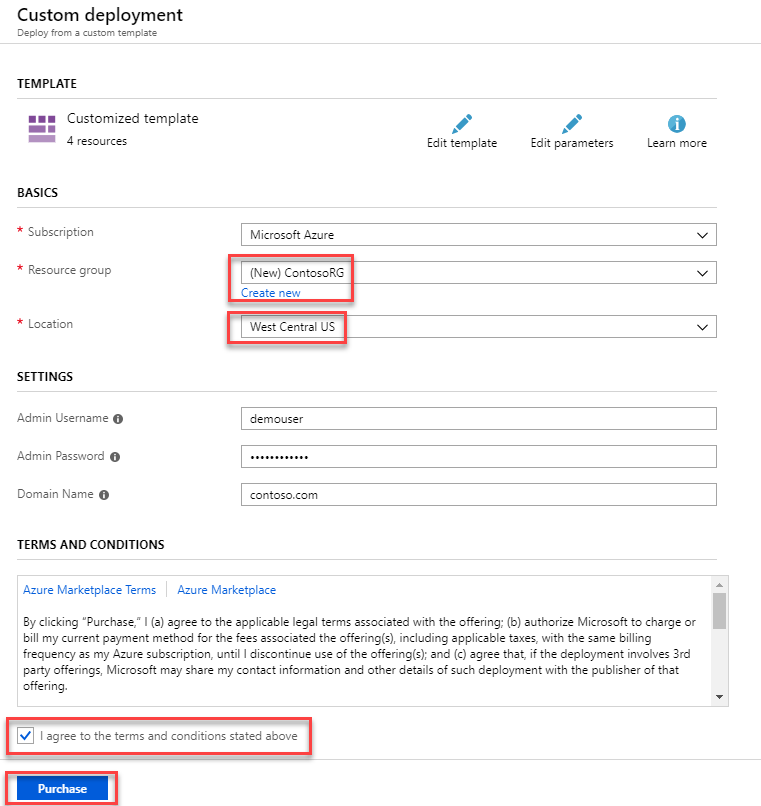 Custom deployment
Deploy from a custom template
TEMPLATE
Customized template
4 resources
Edit template
Edit parameters
Learn more
BASICS
* Subscription
Microsoft Azure
* Resource group
(New) ContosoRG
Create new
* Location
West Central US
SETTINGS
Admin Username
demouser
Admin Password
••••••••••••
Domain Name
contoso.com
TERMS AND CONDITIONS
Azure Marketplace Terms
Azure Marketplace
By clicking “Purchase,” I (a) agree to the applicable legal terms associated with the offering; (b) authorize Microsoft to charge or
bill my current payment method for the fees associated the offering(s), including applicable taxes, with the same billing
frequency as my Azure subscription, until I discontinue use of the offering(s); and (c) agree that, if the deployment involves 3rd
party offerings, Microsoft may share my contact information and other details of such deployment with the publisher of that
offering.
I agree to the terms and conditions stated above
Purchase